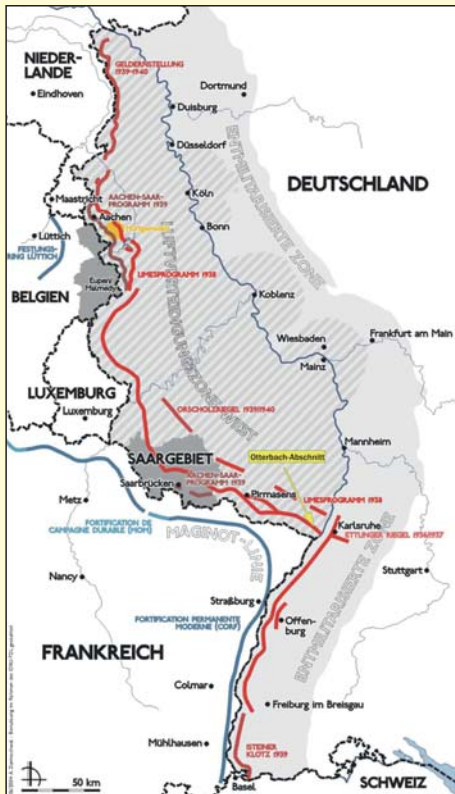 NIEDER-
LANDE
Eindhoven
GELDERNSTELLUNG
1939-1940
Dortmund
Duisburg
Düsseldorf
ENTMILITARISIERTE ZONE
DEUTSCHLAND
Maastricht
AACHEN-SAAR-
PROGRAMM 1939
Aachen
Köln
Bonn
Lüttich
FESTUNGS-
RING LÜTTICH
LIMESPROGRAMM 1938
LUFTVERTEIDIGUNGSZONE WEST
BELGIEN
Eupen/
Malmedy
Koblenz
Wiesbaden
Frankfurt am Main
Mainz
LUXEMBURG
Luxemburg
ORSCHOLZRIEGEL 1939/1940
Mannheim
SAARGEBIET
Otterbach-Abschnitt
AACHEN-SAAR-
PROGRAMM 1939
Saarbrücken
Pirmasens
LIMESPROGRAMM 1938
Metz
Karlsruhe
ETTLINGER RIEGEL 1936/1937
FORTIFICATION DE
CAMPAGNE DURABLE (MOM)
MAGINOT-LINIE
Stuttgart
Nancy
Straßburg
ENTMILITARISIERTE ZONE
FORTIFICATION PERMANENTE
MODERNE (CORF)
Offen-
burg
FRANKREICH
Colmar
Freiburg im Breisgau
Mühlhausen
ISTEINER
KLOTZ 1939
50 km
Basel
SCHWEIZ